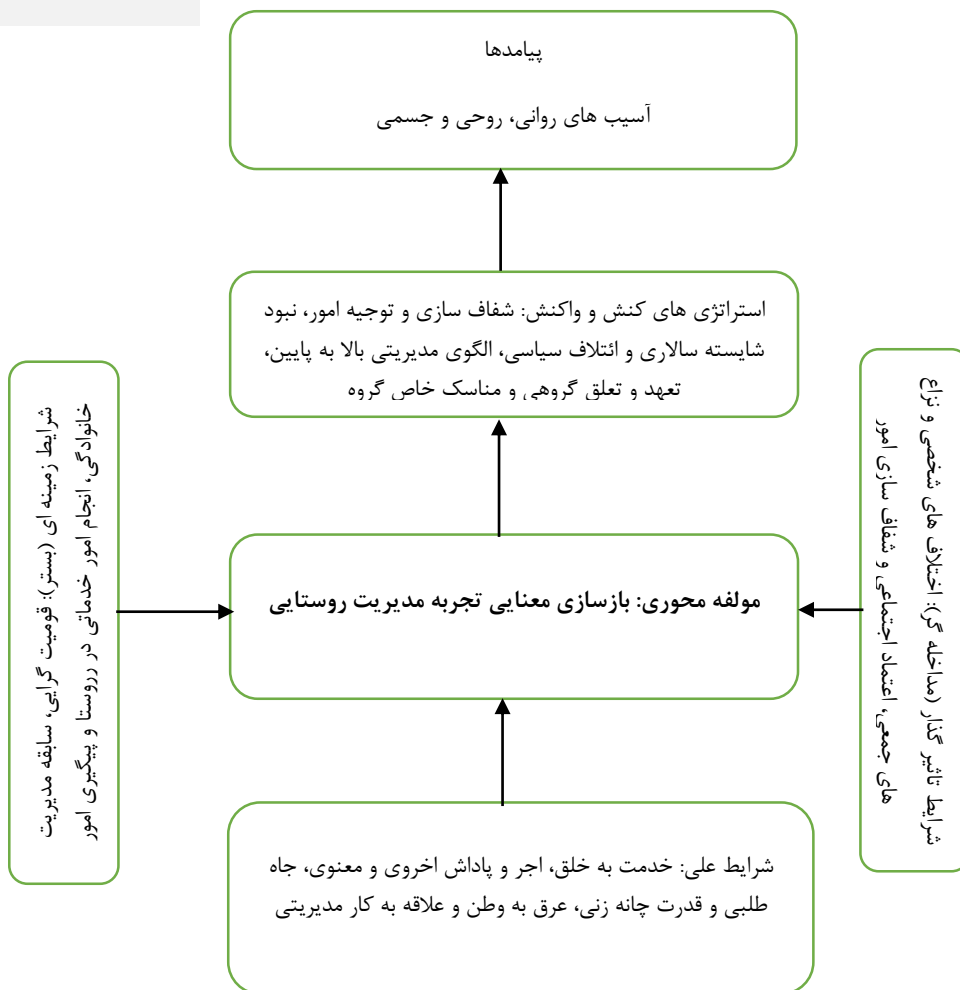 پیامدها
آسیب های روانی، روحی و جسمی
استراتژی های کنش و واکنش: شفاف سازی و توجیه امور، نبود
شایسته سالاری و ائتلاف سیاسی، الگوی مدیریتی بالا به پایین،
تعهد و تعلق گروهی و مناسک خاص گروه
شرایط تاثیر گذار (مداخله گر): اختلاف های شخصی و نزاع
های جمعی، اعتماد اجتماعی و شفاف سازی امور
مولفه محوری: بازسازی معنایی تجربه مدیریت روستایی
شرایط زمینه ای (بستر): قومیت گرایی، سابقه مدیریت
خانوادگی، انجام امور خدماتی در رروستا و پیگیری امور
شرایط علی: خدمت به خلق، اجر و پاداش اخروی و معنوی، جاه
طلبی و قدرت چانه زنی، عرق به وطن و علاقه به کار مدیریتی